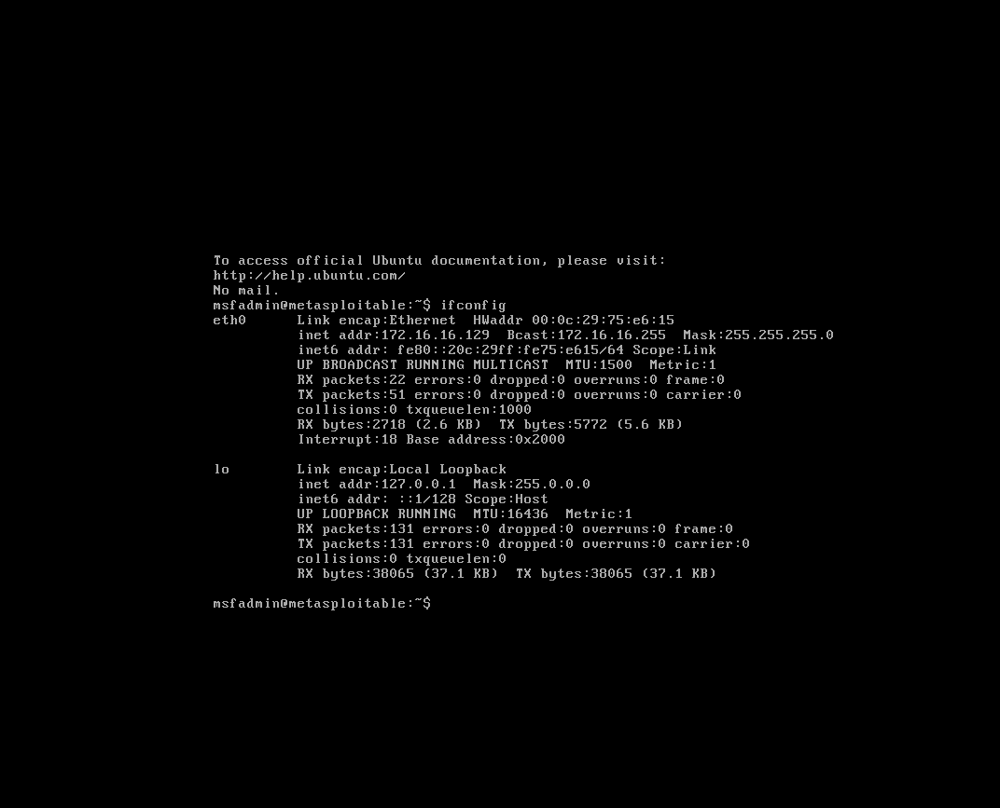 To access official Ubuntu documentation, please visit:
http://help.ubuntu.com/
No mail.
msfadmin@metasploitable:~$ ifconfig
eth0      Link encap:Ethernet  HWaddr 00:0c:29:75:e6:15
          inet addr:172.16.16.129  Bcast:172.16.16.255  Mask:255.255.255.0
          inet6 addr: fe80::20c:29ff:fe75:e615/64 Scope:Link
          UP BROADCAST RUNNING MULTICAST  MTU:1500  Metric:1
          RX packets:22 errors:0 dropped:0 overruns:0 frame:0
          TX packets:51 errors:0 dropped:0 overruns:0 carrier:0
          collisions:0 txqueuelen:1000
          RX bytes:2718 (2.6 KB)  TX bytes:5772 (5.6 KB)
          Interrupt:18 Base address:0x2000

lo        Link encap:Local Loopback
          inet addr:127.0.0.1  Mask:255.0.0.0
          inet6 addr: ::1/128 Scope:Host
          UP LOOPBACK RUNNING  MTU:16436  Metric:1
          RX packets:131 errors:0 dropped:0 overruns:0 frame:0
          TX packets:131 errors:0 dropped:0 overruns:0 carrier:0
          collisions:0 txqueuelen:0
          RX bytes:38065 (37.1 KB)  TX bytes:38065 (37.1 KB)

msfadmin@metasploitable:~$